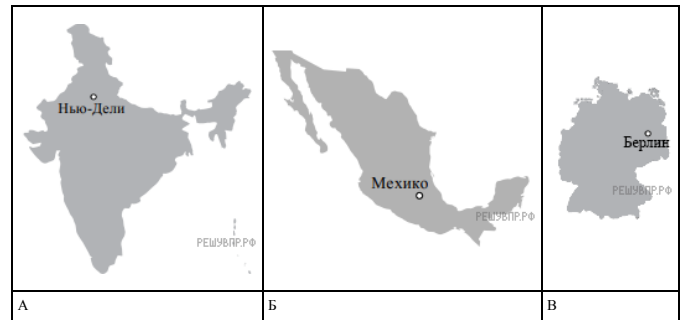 Нью-Дели
РЕШУВПР.РФ
Мехико
РЕШУВПР.РФ
Берлин
РЕШУВПР.РФ
А
Б
В